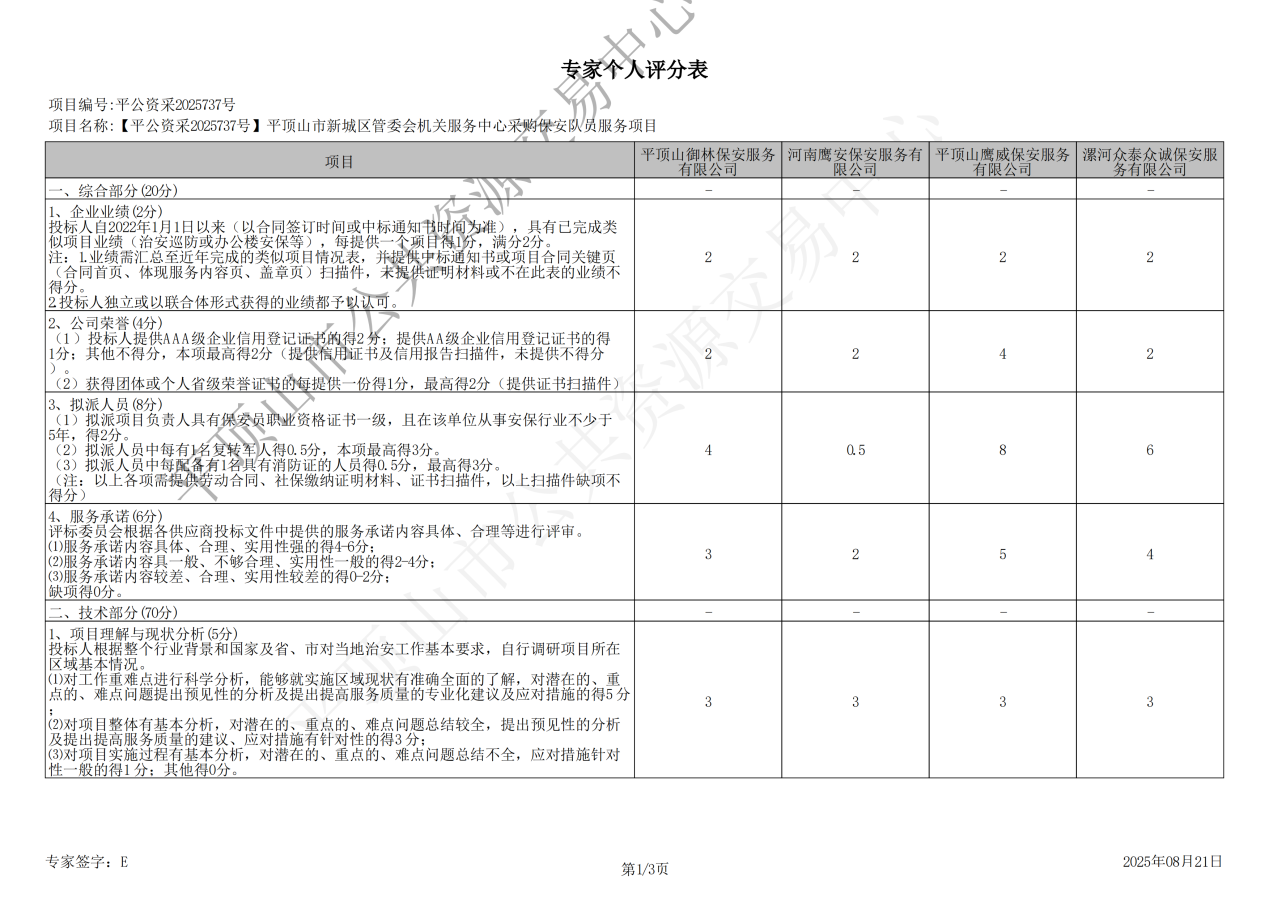 专家个人评分表
项目编号:平公资采2025737号
项目名称:【平公资采2025737号】平顶山市新城区管委会机关服务中心采购保安队员服务项目
项目 平顶山御林保安服务有限公司 河南鹰安保安服务有限公司 平顶山鹰威保安服务有限公司 漯河众泰众诚保安服务有限公司
一、综合部分(20分) － － － －
1、企业业绩(2分)
投标人自2022年1月1日以来（以合同签订时间或中标通知书时间为准），具有已完成类
似项目业绩（治安巡防或办公楼安保等），每提供一个项目得1分，满分2分。
注：1.业绩需汇总至近年完成的类似项目情况表，并提供中标通知书或项目合同关键页
（合同首页、体现服务内容页、盖章页）扫描件，未提供证明材料或不在此表的业绩不
得分。
2.投标人独立或以联合体形式获得的业绩都予以认可。
2 2 2 2
2、公司荣誉(4分)
（1）投标人提供AAA级企业信用登记证书的得2分；提供AA级企业信用登记证书的得
1分；其他不得分，本项最高得2分（提供信用证书及信用报告扫描件，未提供不得分
）。
（2）获得团体或个人省级荣誉证书的每提供一份得1分，最高得2分（提供证书扫描件）
2 2 4 2
3、拟派人员(8分)
（1）拟派项目负责人具有保安员职业资格证书一级，且在该单位从事安保行业不少于
5年，得2分。
（2）拟派人员中每有1名复转军人得0.5分，本项最高得3分。
（3）拟派人员中每配备有1名具有消防证的人员得0.5分，最高得3分。
（注：以上各项需提供劳动合同、社保缴纳证明材料、证书扫描件，以上扫描件缺项不
得分）
4 0.5 8 6
4、服务承诺(6分)
评标委员会根据各供应商投标文件中提供的服务承诺内容具体、合理等进行评审。
⑴服务承诺内容具体、合理、实用性强的得4-6分；
⑵服务承诺内容具一般、不够合理、实用性一般的得2-4分；
⑶服务承诺内容较差、合理、实用性较差的得0-2分；
缺项得0分。
3 2 5 4
二、技术部分(70分) － － － －
1、项目理解与现状分析(5分)
投标人根据整个行业背景和国家及省、市对当地治安工作基本要求，自行调研项目所在
区域基本情况。
⑴对工作重难点进行科学分析，能够就实施区域现状有准确全面的了解，对潜在的、重
点的、难点问题提出预见性的分析及提出提高服务质量的专业化建议及应对措施的得5分
；
⑵对项目整体有基本分析，对潜在的、重点的、难点问题总结较全，提出预见性的分析
及提出提高服务质量的建议、应对措施有针对性的得3分；
⑶对项目实施过程有基本分析，对潜在的、重点的、难点问题总结不全，应对措施针对
性一般的得1分；其他得0分。
3 3 3 3
专家签字：E
第1/3页
2025年08月21日
平顶山市公共资源交易中心
平顶山市公共资源交易中心